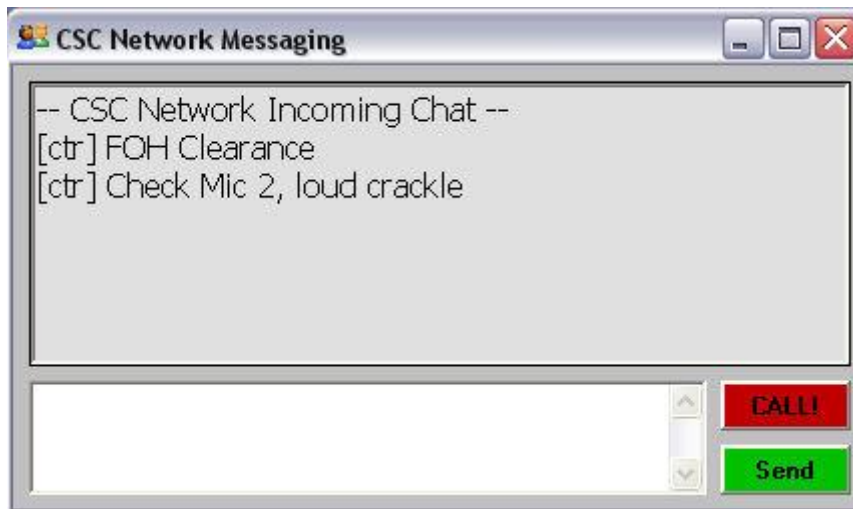 CSC Network Messaging
-- CSC Network Incoming Chat --
[ctr] FOH Clearance
[ctr] Check Mic 2, loud crackle
CALL!
Send